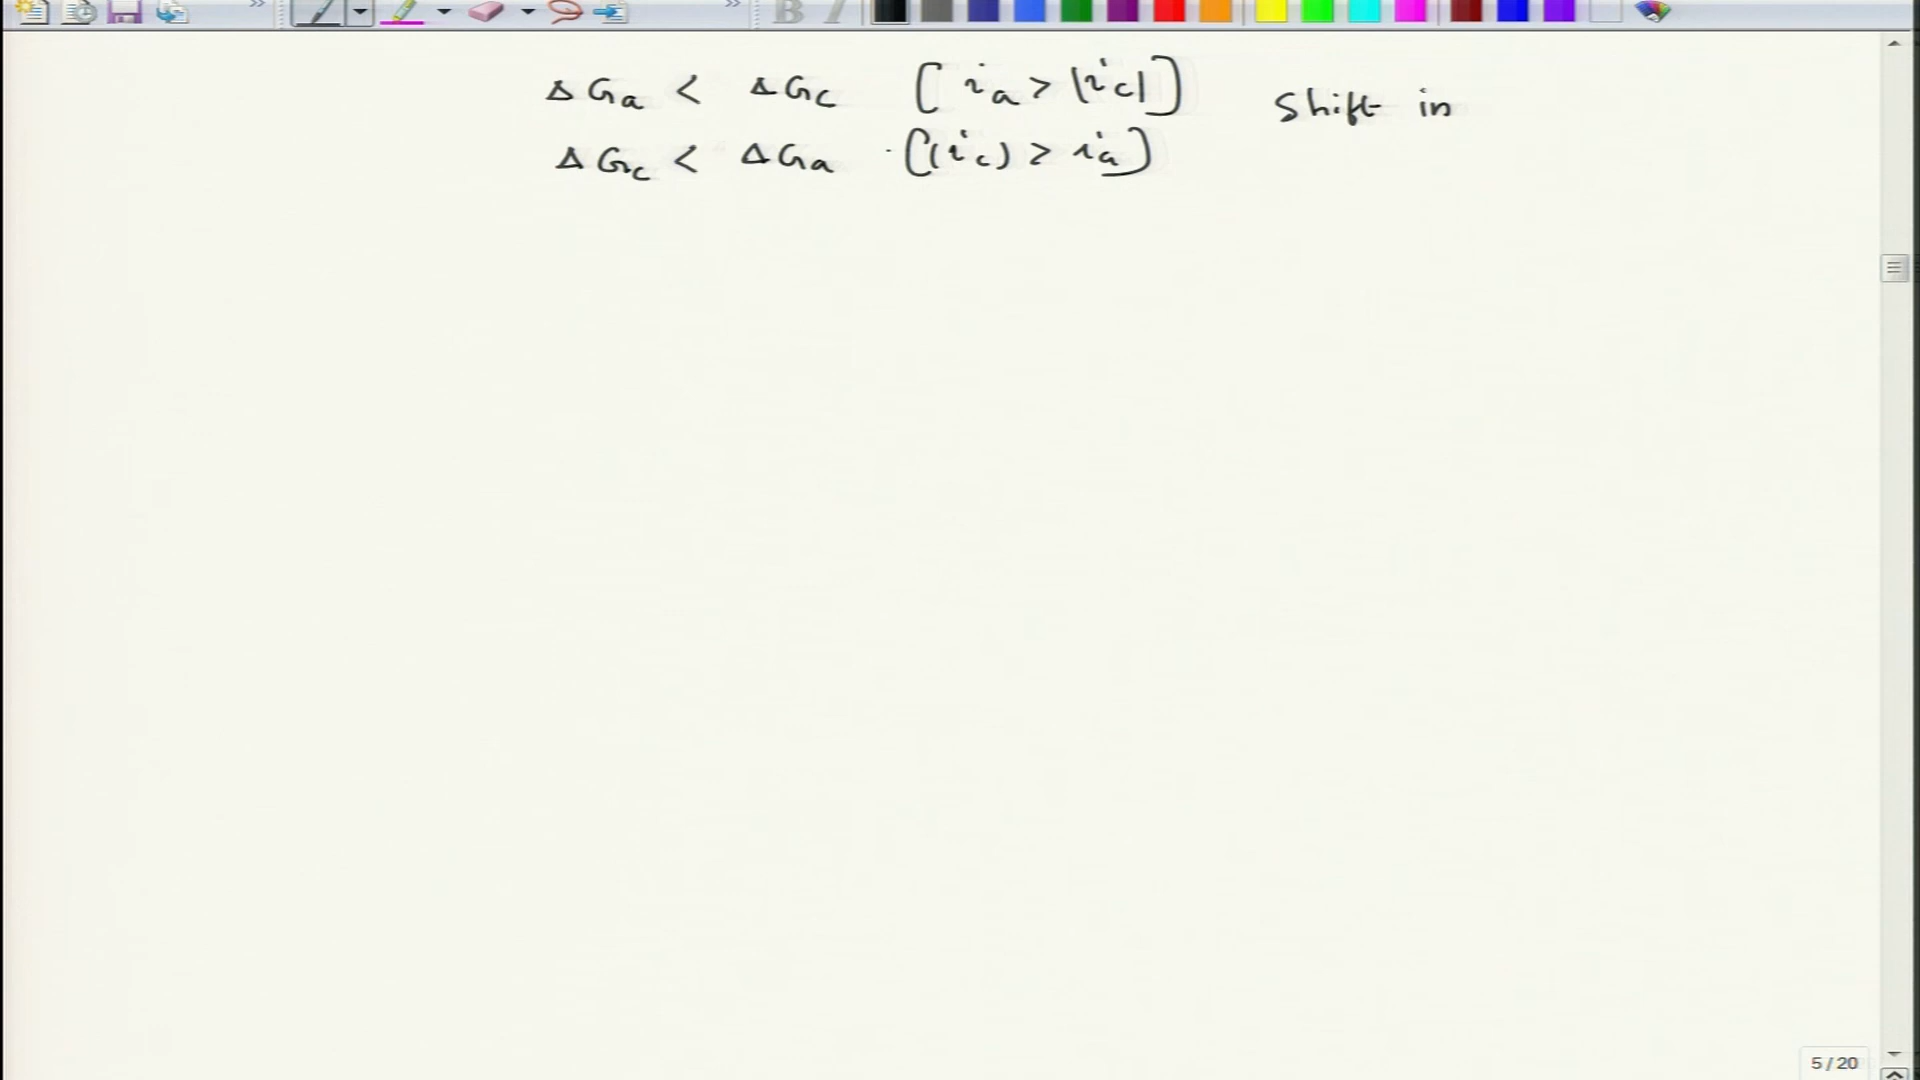 ΔGa < ΔGc [ia > |ic|] Shift in
ΔGc < ΔGa (|ic| > ia]
5 / 20